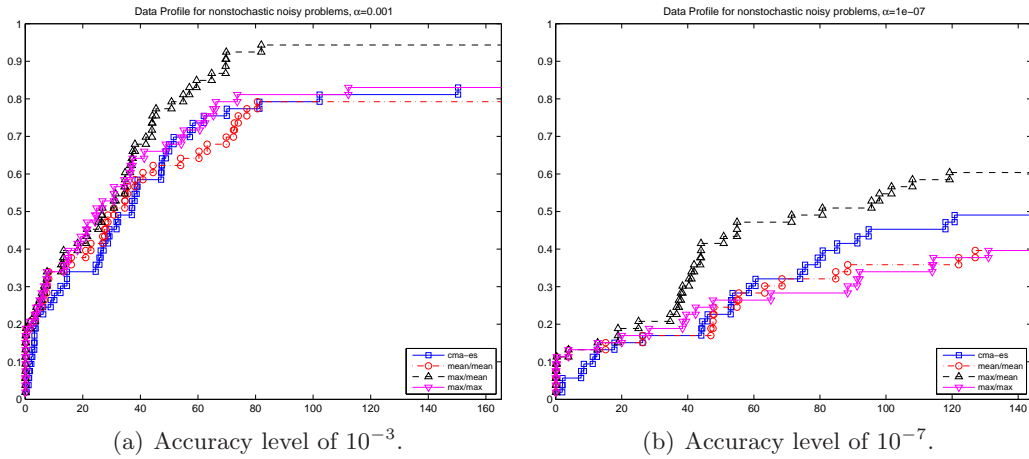 Data Profile for nonstochastic noisy problems, α=0.001
1
0.9
0.8
0.7
0.6
0.5
0.4
0.3
0.2
0.1
0
0 20 40 60 80 100 120 140 160
cma-es
mean/mean
max/mean
max/max
(a) Accuracy level of 10⁻³.
Data Profile for nonstochastic noisy problems, α=1e-07
1
0.9
0.8
0.7
0.6
0.5
0.4
0.3
0.2
0.1
0
0 20 40 60 80 100 120 140
cma-es
mean/mean
max/mean
max/max
(b) Accuracy level of 10⁻⁷.